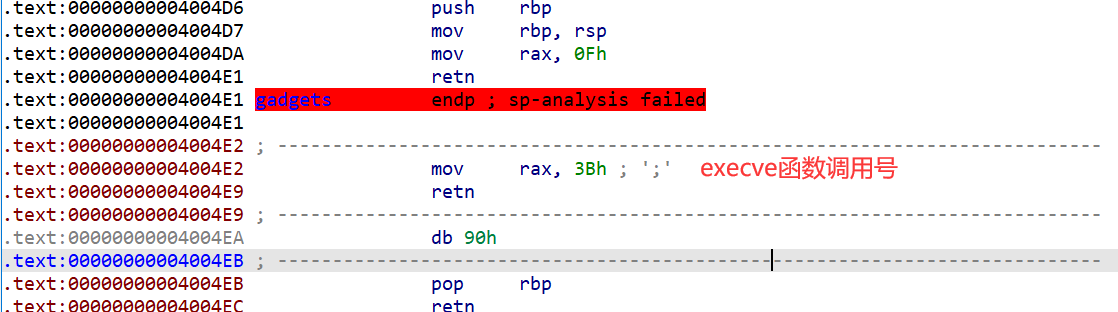 .text:00000000004004D6 push rbp
.text:00000000004004D7 mov rbp, rsp
.text:00000000004004DA mov rax, 0Fh
.text:00000000004004E1 retn
.text:00000000004004E1 gadgets endp ; sp-analysis failed
.text:00000000004004E1
.text:00000000004004E2 ; ---------------------------------------------------------------------------
.text:00000000004004E2 mov rax, 3Bh ; ';' execve函数调用号
.text:00000000004004E9 retn
.text:00000000004004E9 ; ---------------------------------------------------------------------------
.text:00000000004004EA db 90h
.text:00000000004004EB ; ---------------------------------------------------------------------------
.text:00000000004004EB pop rbp
.text:00000000004004EC retn